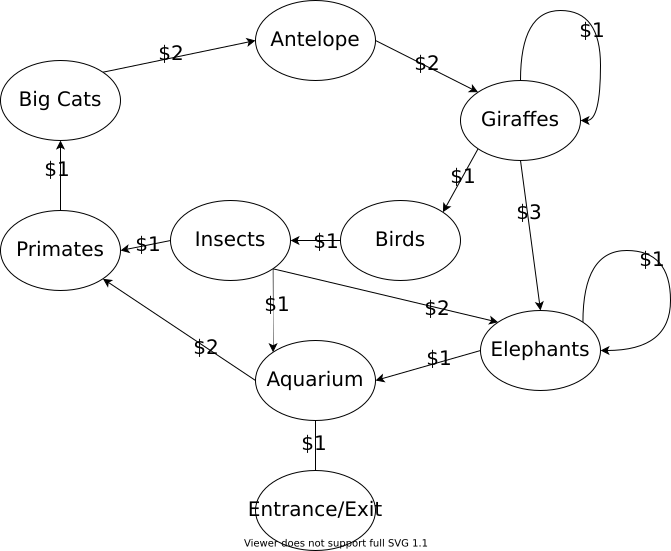 $1
$2
Antelope
$2
Big Cats
Giraffes
$1
$1
$3
Insects
Birds
Primates
$1
$1
$1
$1
$2
Elephants
$2
$1
Aquarium
$1
Entrance/Exit
Viewer does not support full SVG 1.1